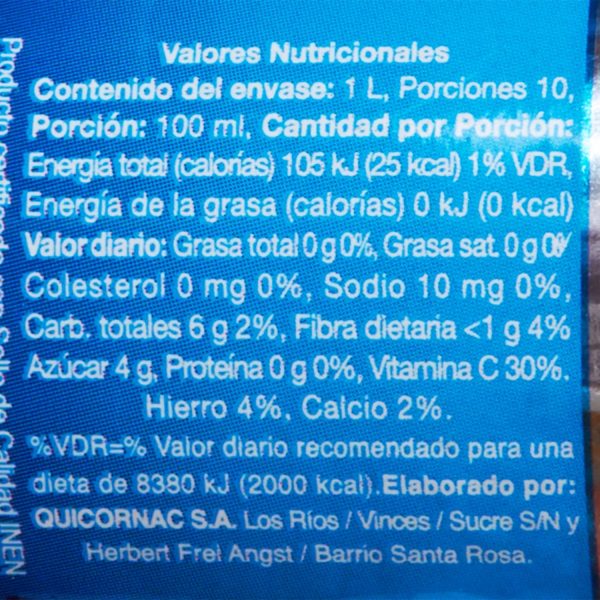 Valores Nutricionales
Contenido del envase: 1 L, Porciones 10,
Porción: 100 ml, Cantidad por Porción:
Energía total (calorías) 105 kJ (25 kcal) 1% VDR,
Energía de la grasa (calorías) 0 kJ (0 kcal)
Valor diario: Grasa total 0 g 0%, Grasa sat. 0 g 0%
Colesterol 0 mg 0%, Sodio 10 mg 0%,
Carb. totales 6 g 2%, Fibra dietaria <1 g 4%
Azúcar 4 g, Proteína 0 g 0%, Vitamina C 30%.
Hierro 4%, Calcio 2%.
%VDR=% Valor diario recomendado para una
dieta de 8380 kJ (2000 kcal).Elaborado por:
QUICORNAC S.A. Los Ríos / Vinces / Sucre S/N y
Herbert Frei Angst / Barrio Santa Rosa.
Producto certificado con Sello de Calidad INEN